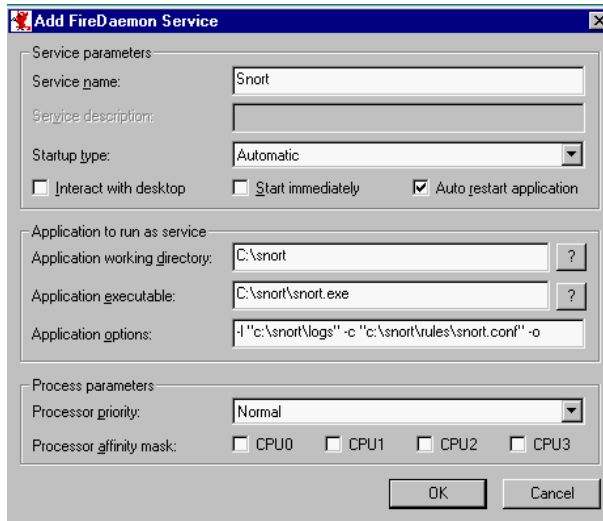 Add FireDaemon Service
Service parameters
Service name: Snort
Service description:
Startup type: Automatic
Interact with desktop Start immediately Auto restart application
Application to run as service
Application working directory: C:\snort ?
Application executable: C:\snort\snort.exe ?
Application options: -l "c:\snort\logs" -c "c:\snort\rules\snort.conf" -o
Process parameters
Processor priority: Normal
Processor affinity mask: CPU0 CPU1 CPU2 CPU3
OK Cancel